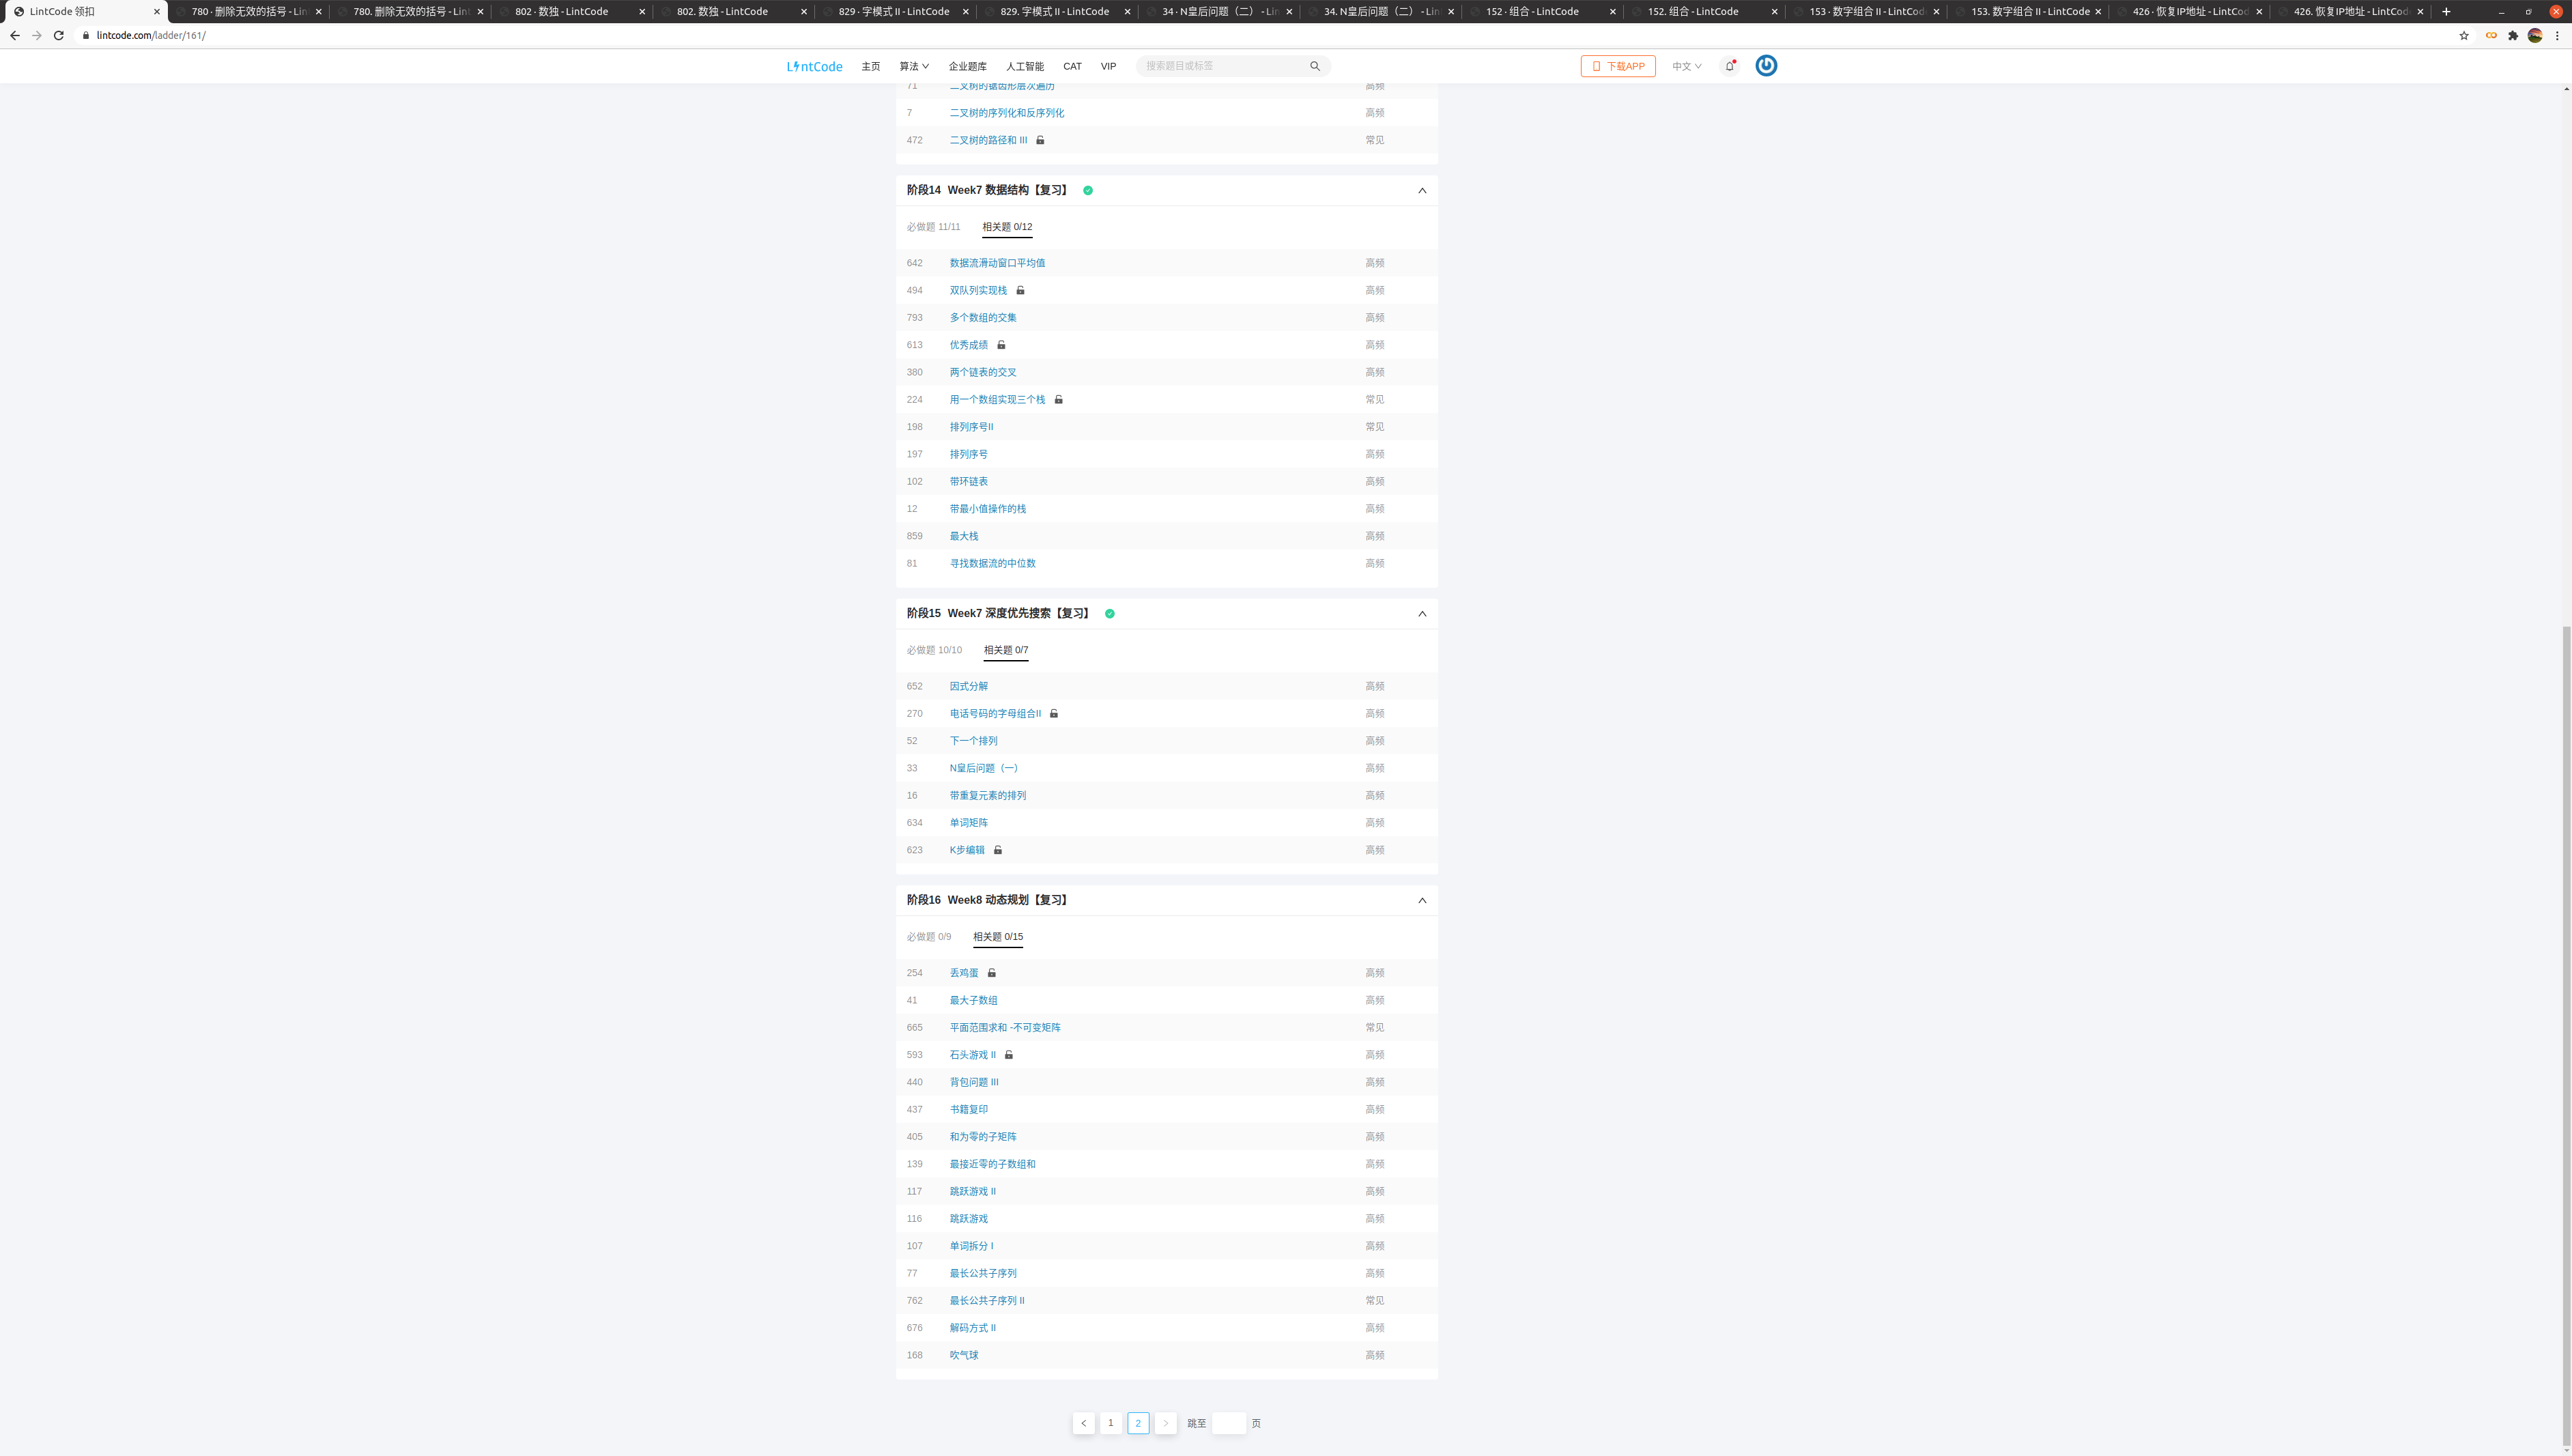 LintCode 领扣
780 · 删除无效的括号 - Lin
780. 删除无效的括号 - Lint
802 · 数独 - LintCode
802. 数独 - LintCode
829 · 字模式 II - LintCode
829. 字模式 II - LintCode
34 · N皇后问题（二） - Lin
34. N皇后问题（二） - Lin
152 · 组合 - LintCode
152. 组合 - LintCode
153 · 数字组合 II - LintCod
153. 数字组合 II - LintCode
426 · 恢复IP地址 - LintCod
426. 恢复IP地址 - LintCod
lintcode.com/ladder/161/
LintCode 主页 算法 企业题库 人工智能 CAT VIP 搜索题目或标签 下载APP 中文
71 二叉树的锯齿形层次遍历 高频
7 二叉树的序列化和反序列化 高频
472 二叉树的路径和 III 常见
阶段14 Week7 数据结构【复习】
必做题 11/11 相关题 0/12
642 数据流滑动窗口平均值 高频
494 双队列实现栈 高频
793 多个数组的交集 高频
613 优秀成绩 高频
380 两个链表的交叉 高频
224 用一个数组实现三个栈 常见
198 排列序号II 常见
197 排列序号 高频
102 带环链表 高频
12 带最小值操作的栈 高频
859 最大栈 高频
81 寻找数据流的中位数 高频
阶段15 Week7 深度优先搜索【复习】
必做题 10/10 相关题 0/7
652 因式分解 高频
270 电话号码的字母组合II 高频
52 下一个排列 高频
33 N皇后问题（一） 高频
16 带重复元素的排列 高频
634 单词矩阵 高频
623 K步编辑 高频
阶段16 Week8 动态规划【复习】
必做题 0/9 相关题 0/15
254 丢鸡蛋 高频
41 最大子数组 高频
665 平面范围求和 -不可变矩阵 常见
593 石头游戏 II 高频
440 背包问题 III 高频
437 书籍复印 高频
405 和为零的子矩阵 高频
139 最接近零的子数组和 高频
117 跳跃游戏 II 高频
116 跳跃游戏 高频
107 单词拆分 I 高频
77 最长公共子序列 高频
762 最长公共子序列 II 常见
676 解码方式 II 高频
168 吹气球 高频
1 2 跳至 页